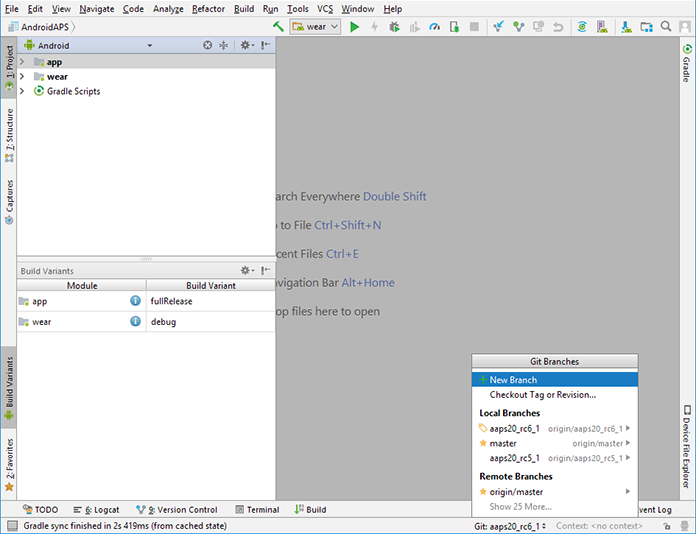 File Edit View Navigate Code Analyze Refactor Build Run Tools VCS Window Help
AndroidAPS
wear
1: Project
Android
app
wear
Gradle Scripts
7: Structure
Captures
Gradle
arch Everywhere Double Shift
to File Ctrl+Shift+N
cent Files Ctrl+E
avigation Bar Alt+Home
op files here to open
Build Variants
Module Build Variant
app fullRelease
wear debug
Build Variants
2: Favorites
Git Branches
New Branch
Checkout Tag or Revision...
Local Branches
aaps20_rc6_1 origin/aaps20_rc6_1
master origin/master
aaps20_rc5_1 origin/aaps20_rc5_1
Remote Branches
origin/master
Show 25 More...
Device File Explorer
TODO 6: Logcat 9: Version Control Terminal Build vent Log
Gradle sync finished in 2s 419ms (from cached state) Git: aaps20_rc6_1 Context: <no context>